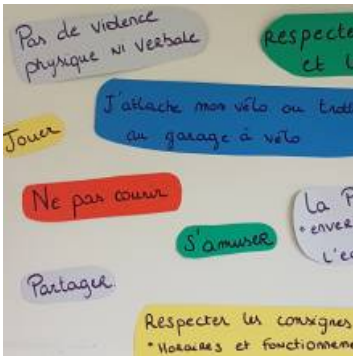 Pas de violence
physique NI verbale
Respecte
et l
J'attache mon vélo ou trott
au garage à vélo
Jouer
Ne pas courir
S'amuser
La P
• enver
L'é
Partager
Respecter les consignes
• Horaires et fonctionnem